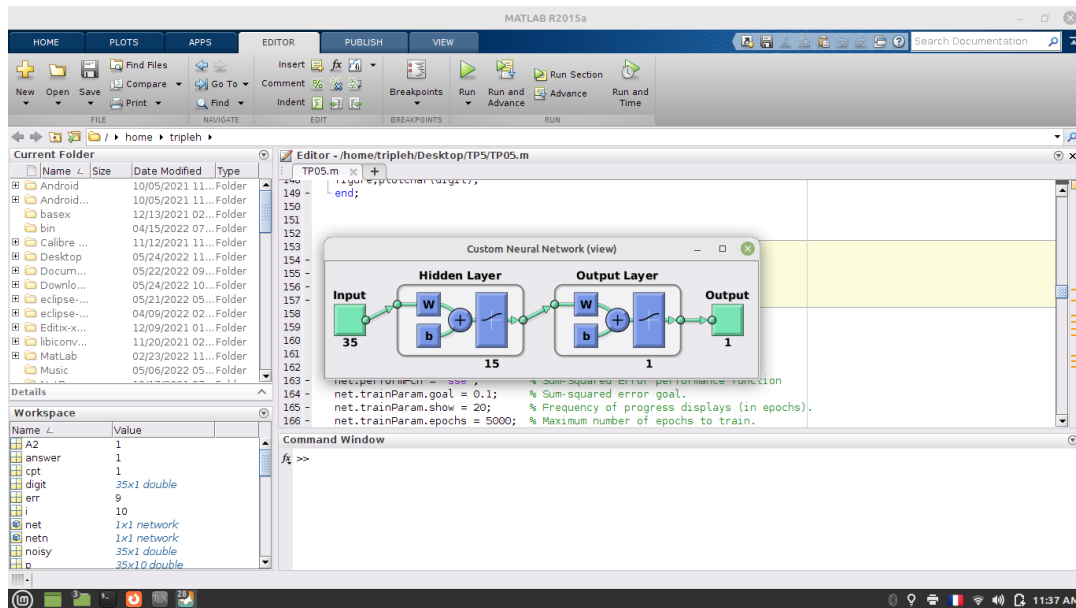 MATLAB R2015a
HOME PLOTS APPS EDITOR PUBLISH VIEW Search Documentation
New Open Save Find Files Compare Print Go To Find Insert Comment Indent Breakpoints Run Run and Advance Run Section Advance Run and Time
FILE NAVIGATE EDIT BREAKPOINTS RUN
/ home tripleh
Current Folder
Name Size Date Modified Type
Android 10/05/2021 11... Folder
Android... 10/05/2021 11... Folder
basex 12/13/2021 02... Folder
bin 04/15/2022 07... Folder
Calibre ... 11/12/2021 11... Folder
Desktop 05/24/2022 11... Folder
Docum... 05/22/2022 09... Folder
Downlo... 05/24/2022 10... Folder
eclipse-... 05/21/2022 05... Folder
eclipse-... 04/09/2022 02... Folder
Editix-x... 12/09/2021 01... Folder
libiconv... 11/20/2021 02... Folder
MatLab 02/23/2022 11... Folder
Music 05/06/2022 05... Folder
Details
Workspace
Name Value
A2 1
answer 1
cpt 1
digit 35x1 double
err 9
i 10
net 1x1 network
netn 1x1 network
noisy 35x1 double
p 35x10 double
Editor - /home/tripleh/Desktop/TP5/TP05.m
TP05.m
148 figure,plotchar(digit);
149 - end;
150
151
152
153
154 -
155 -
156 -
157 -
158
159
160
161
162
163 - net.performFcn = 'sse'; % Sum-Squared Error performance function
164 - net.trainParam.goal = 0.1; % Sum-squared error goal.
165 - net.trainParam.show = 20; % Frequency of progress displays (in epochs).
166 - net.trainParam.epochs = 5000; % Maximum number of epochs to train.
Custom Neural Network (view)
Hidden Layer Output Layer
Input Output
W W
b b
35 15 1 1
Command Window
fx >>
11:37 AM